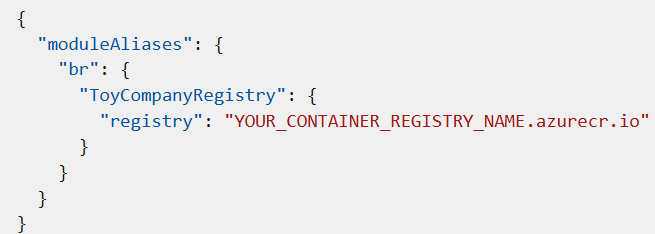 {
  "moduleAliases": {
    "br": {
      "ToyCompanyRegistry": {
        "registry": "YOUR_CONTAINER_REGISTRY_NAME.azurecr.io"
      }
    }
  }
}